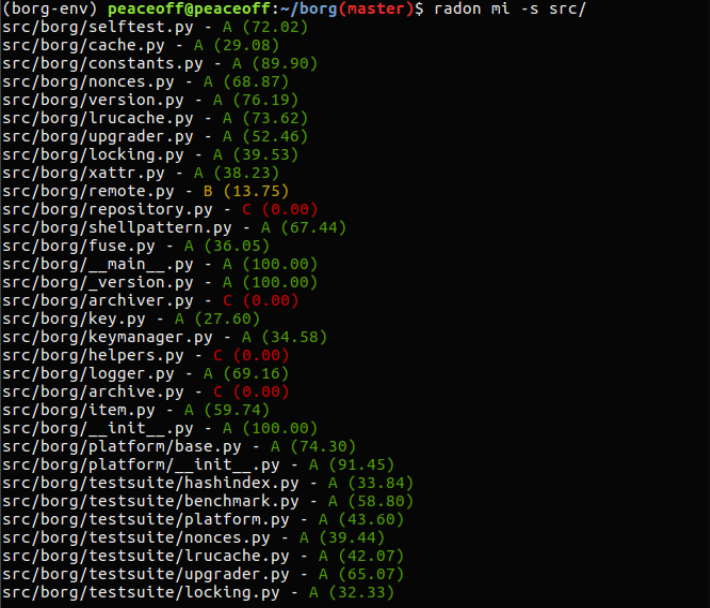 (borg-env) peaceoff@peaceoff:~/borg(master)$ radon mi -s src/
src/borg/selftest.py - A (72.02)
src/borg/cache.py - A (29.08)
src/borg/constants.py - A (89.90)
src/borg/nonces.py - A (68.87)
src/borg/version.py - A (76.19)
src/borg/lrucache.py - A (73.62)
src/borg/upgrader.py - A (52.46)
src/borg/locking.py - A (39.53)
src/borg/xattr.py - A (38.23)
src/borg/remote.py - B (13.75)
src/borg/repository.py - C (0.00)
src/borg/shellpattern.py - A (67.44)
src/borg/fuse.py - A (36.05)
src/borg/__main__.py - A (100.00)
src/borg/_version.py - A (100.00)
src/borg/archiver.py - C (0.00)
src/borg/key.py - A (27.60)
src/borg/keymanager.py - A (34.58)
src/borg/helpers.py - C (0.00)
src/borg/logger.py - A (69.16)
src/borg/archive.py - C (0.00)
src/borg/item.py - A (59.74)
src/borg/__init__.py - A (100.00)
src/borg/platform/base.py - A (74.30)
src/borg/platform/__init__.py - A (91.45)
src/borg/testsuite/hashindex.py - A (33.84)
src/borg/testsuite/benchmark.py - A (58.80)
src/borg/testsuite/platform.py - A (43.60)
src/borg/testsuite/nonces.py - A (39.44)
src/borg/testsuite/lrucache.py - A (42.07)
src/borg/testsuite/upgrader.py - A (65.07)
src/borg/testsuite/locking.py - A (32.33)